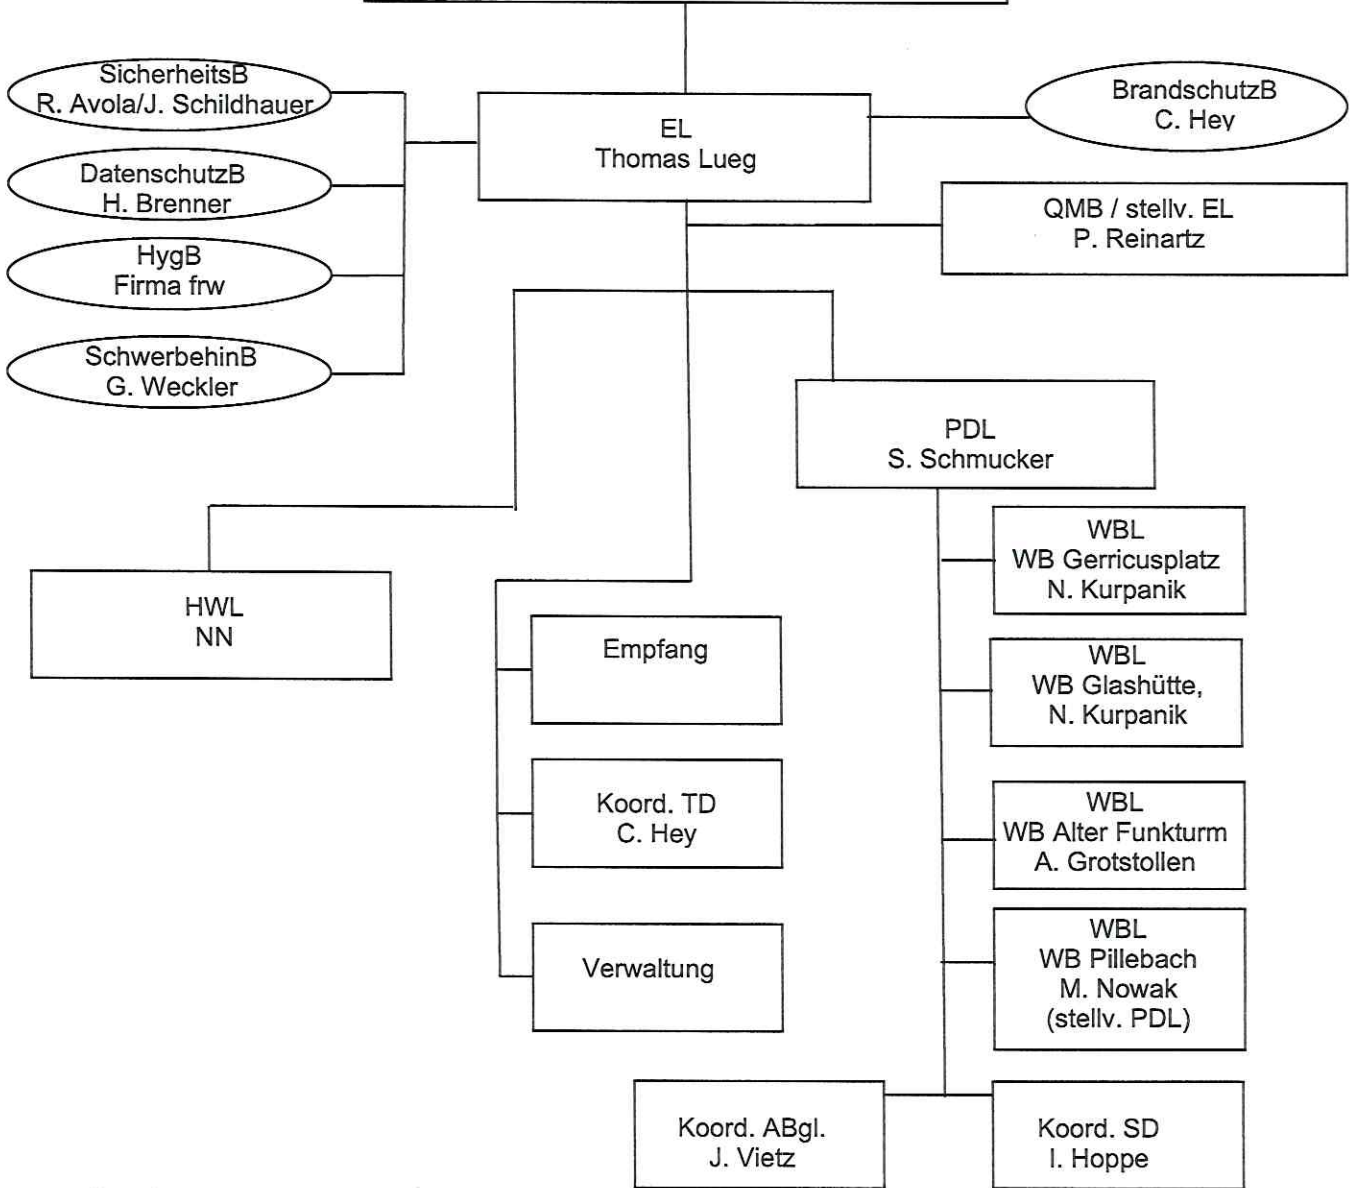 SicherheitsB
R. Avola/J. Schildhauer
DatenschutzB
H. Brenner
HygB
Firma frw
SchwerbehinB
G. Weckler
EL
Thomas Lueg
BrandschutzB
C. Hey
QMB / stellv. EL
P. Reinartz
PDL
S. Schmucker
HWL
NN
Empfang
Koord. TD
C. Hey
Verwaltung
WBL
WB Gerricusplatz
N. Kurpanik
WBL
WB Glashütte,
N. Kurpanik
WBL
WB Alter Funkturm
A. Grotstollen
WBL
WB Pillebach
M. Nowak
(stellv. PDL)
Koord. ABgl.
J. Vietz
Koord. SD
I. Hoppe